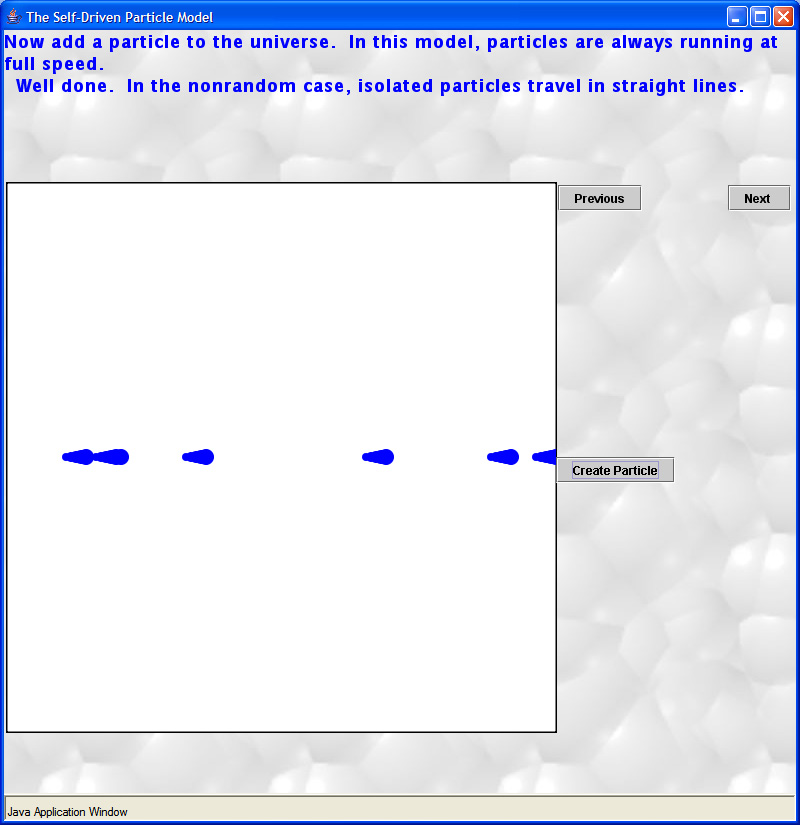 The Self-Driven Particle Model
Now add a particle to the universe.  In this model, particles are always running at
full speed.
Well done.  In the nonrandom case, isolated particles travel in straight lines.
Previous
Next
Create Particle
Java Application Window